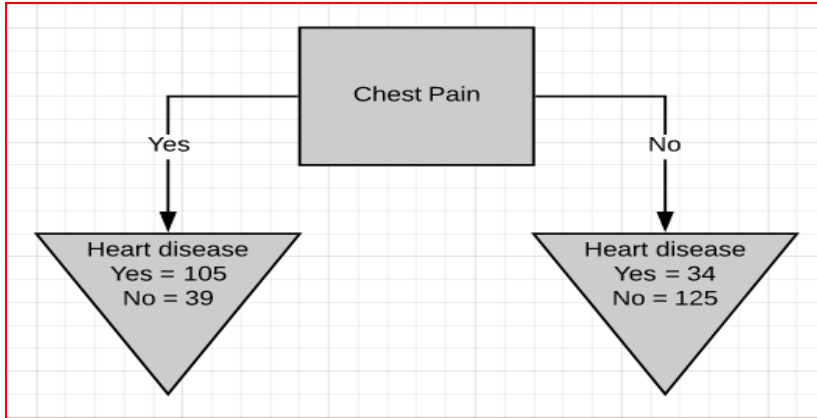 Chest Pain
Yes
No
Heart disease
Yes = 105
No = 39
Heart disease
Yes = 34
No = 125